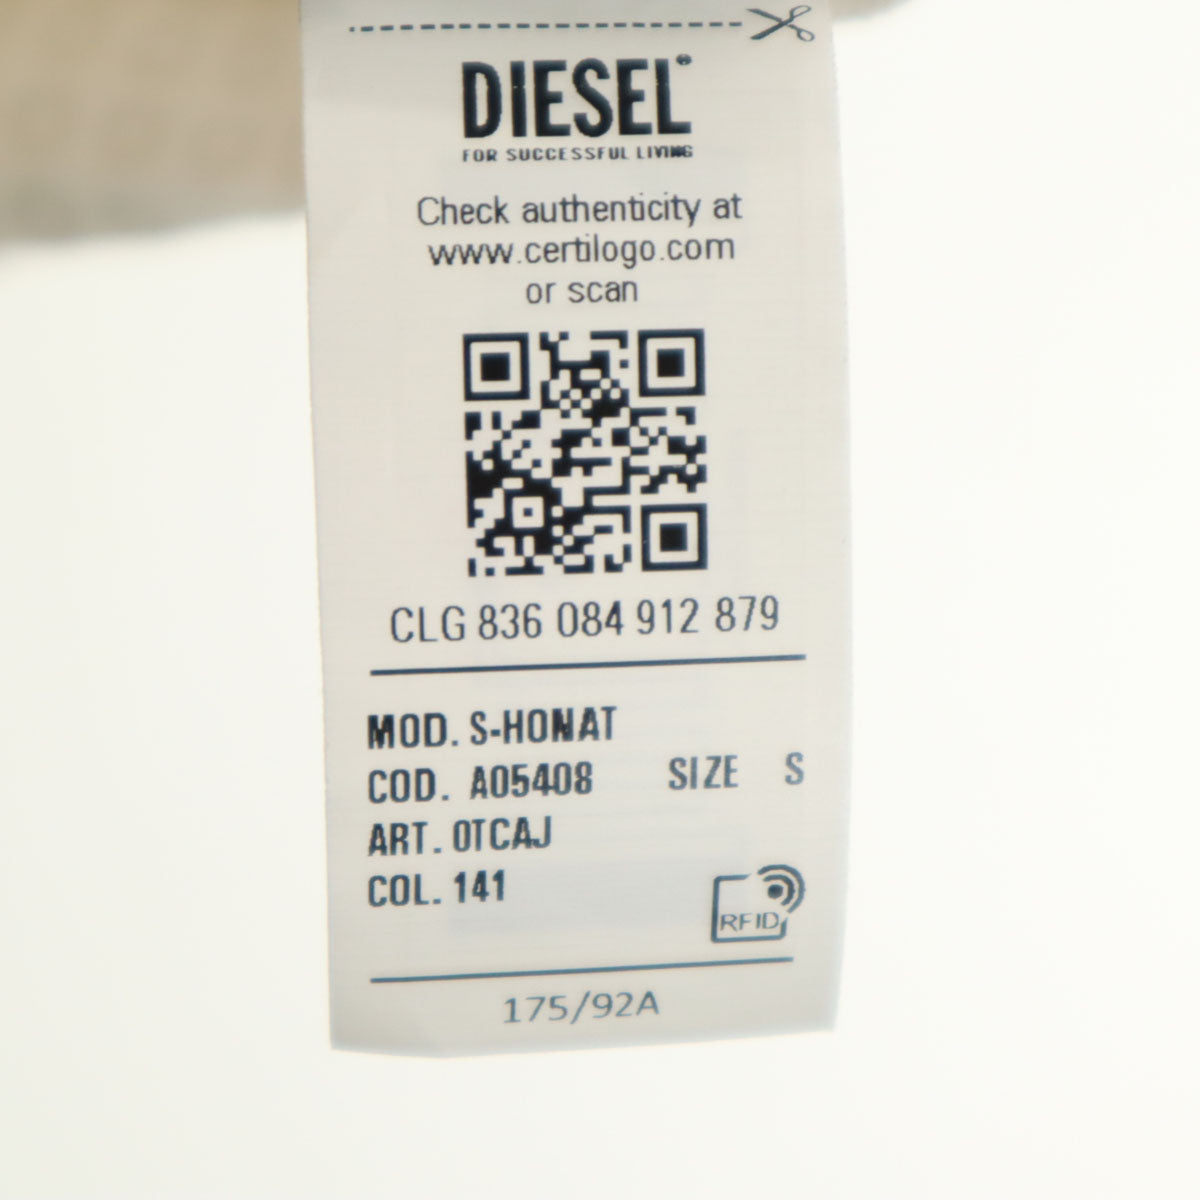 DIESEL
FOR SUCCESSFUL LIVING
Check authenticity at
www.certilogo.com
or scan
CLG 836 084 912 879
MOD. S-HONAT
COD. A05408 SIZE S
ART. 0TCAJ
COL. 141
RFID
175/92A